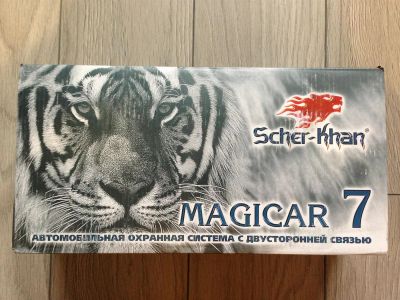 Scher-Khan®
MAGICAR 7
АВТОМОБИЛЬНАЯ ОХРАННАЯ СИСТЕМА С ДВУСТОРОННЕЙ СВЯЗЬЮ